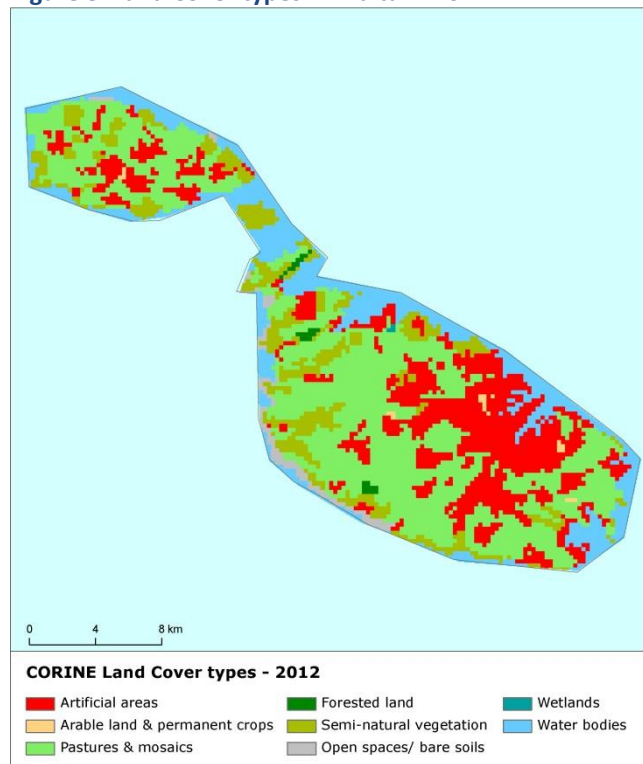 0 4 8 km
CORINE Land Cover types - 2012
Artificial areas
Forested land
Wetlands
Arable land & permanent crops
Semi-natural vegetation
Water bodies
Pastures & mosaics
Open spaces/ bare soils